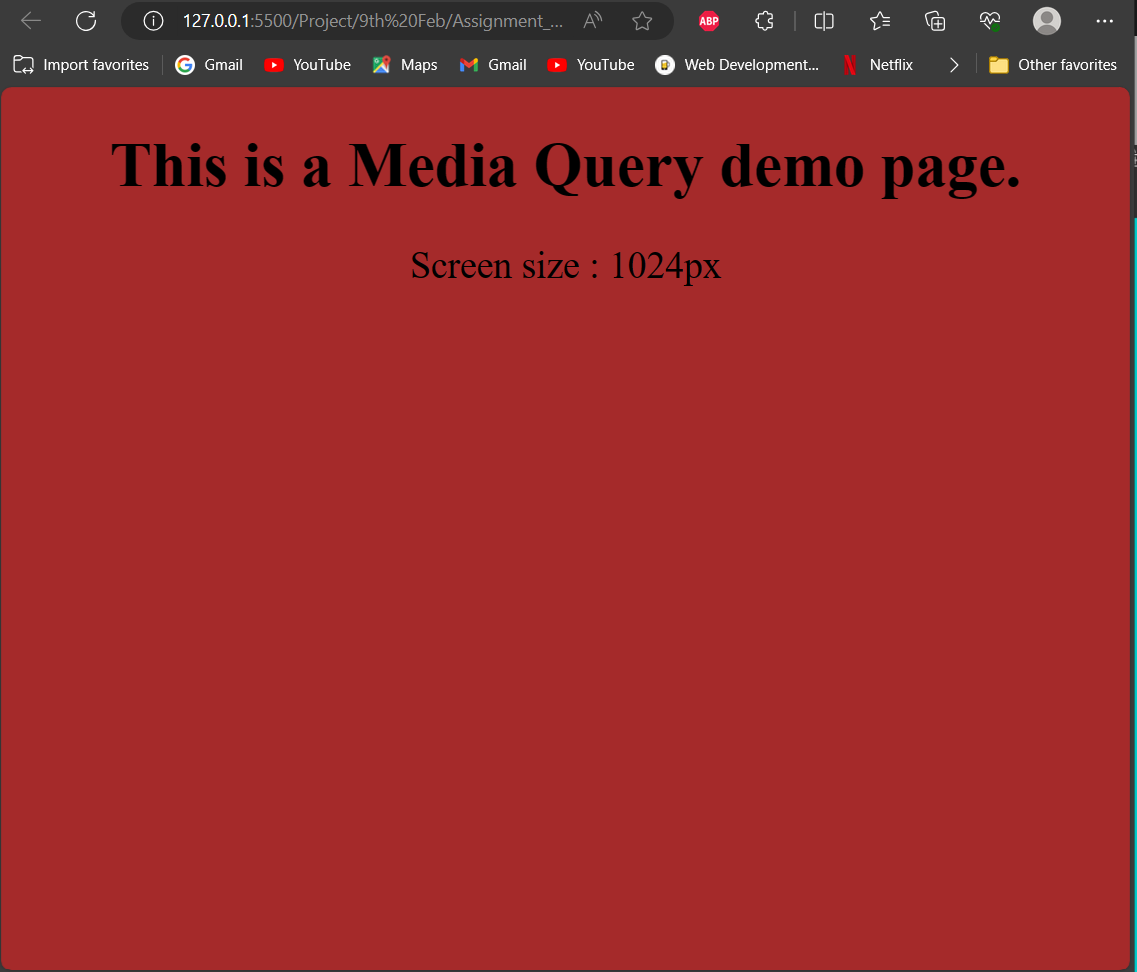 127.0.0.1:5500/Project/9th%20Feb/Assignment_...
A
ABP
Import favorites
Gmail
YouTube
Maps
Gmail
YouTube
Web Development...
Netflix
Other favorites
This is a Media Query demo page.
Screen size : 1024px